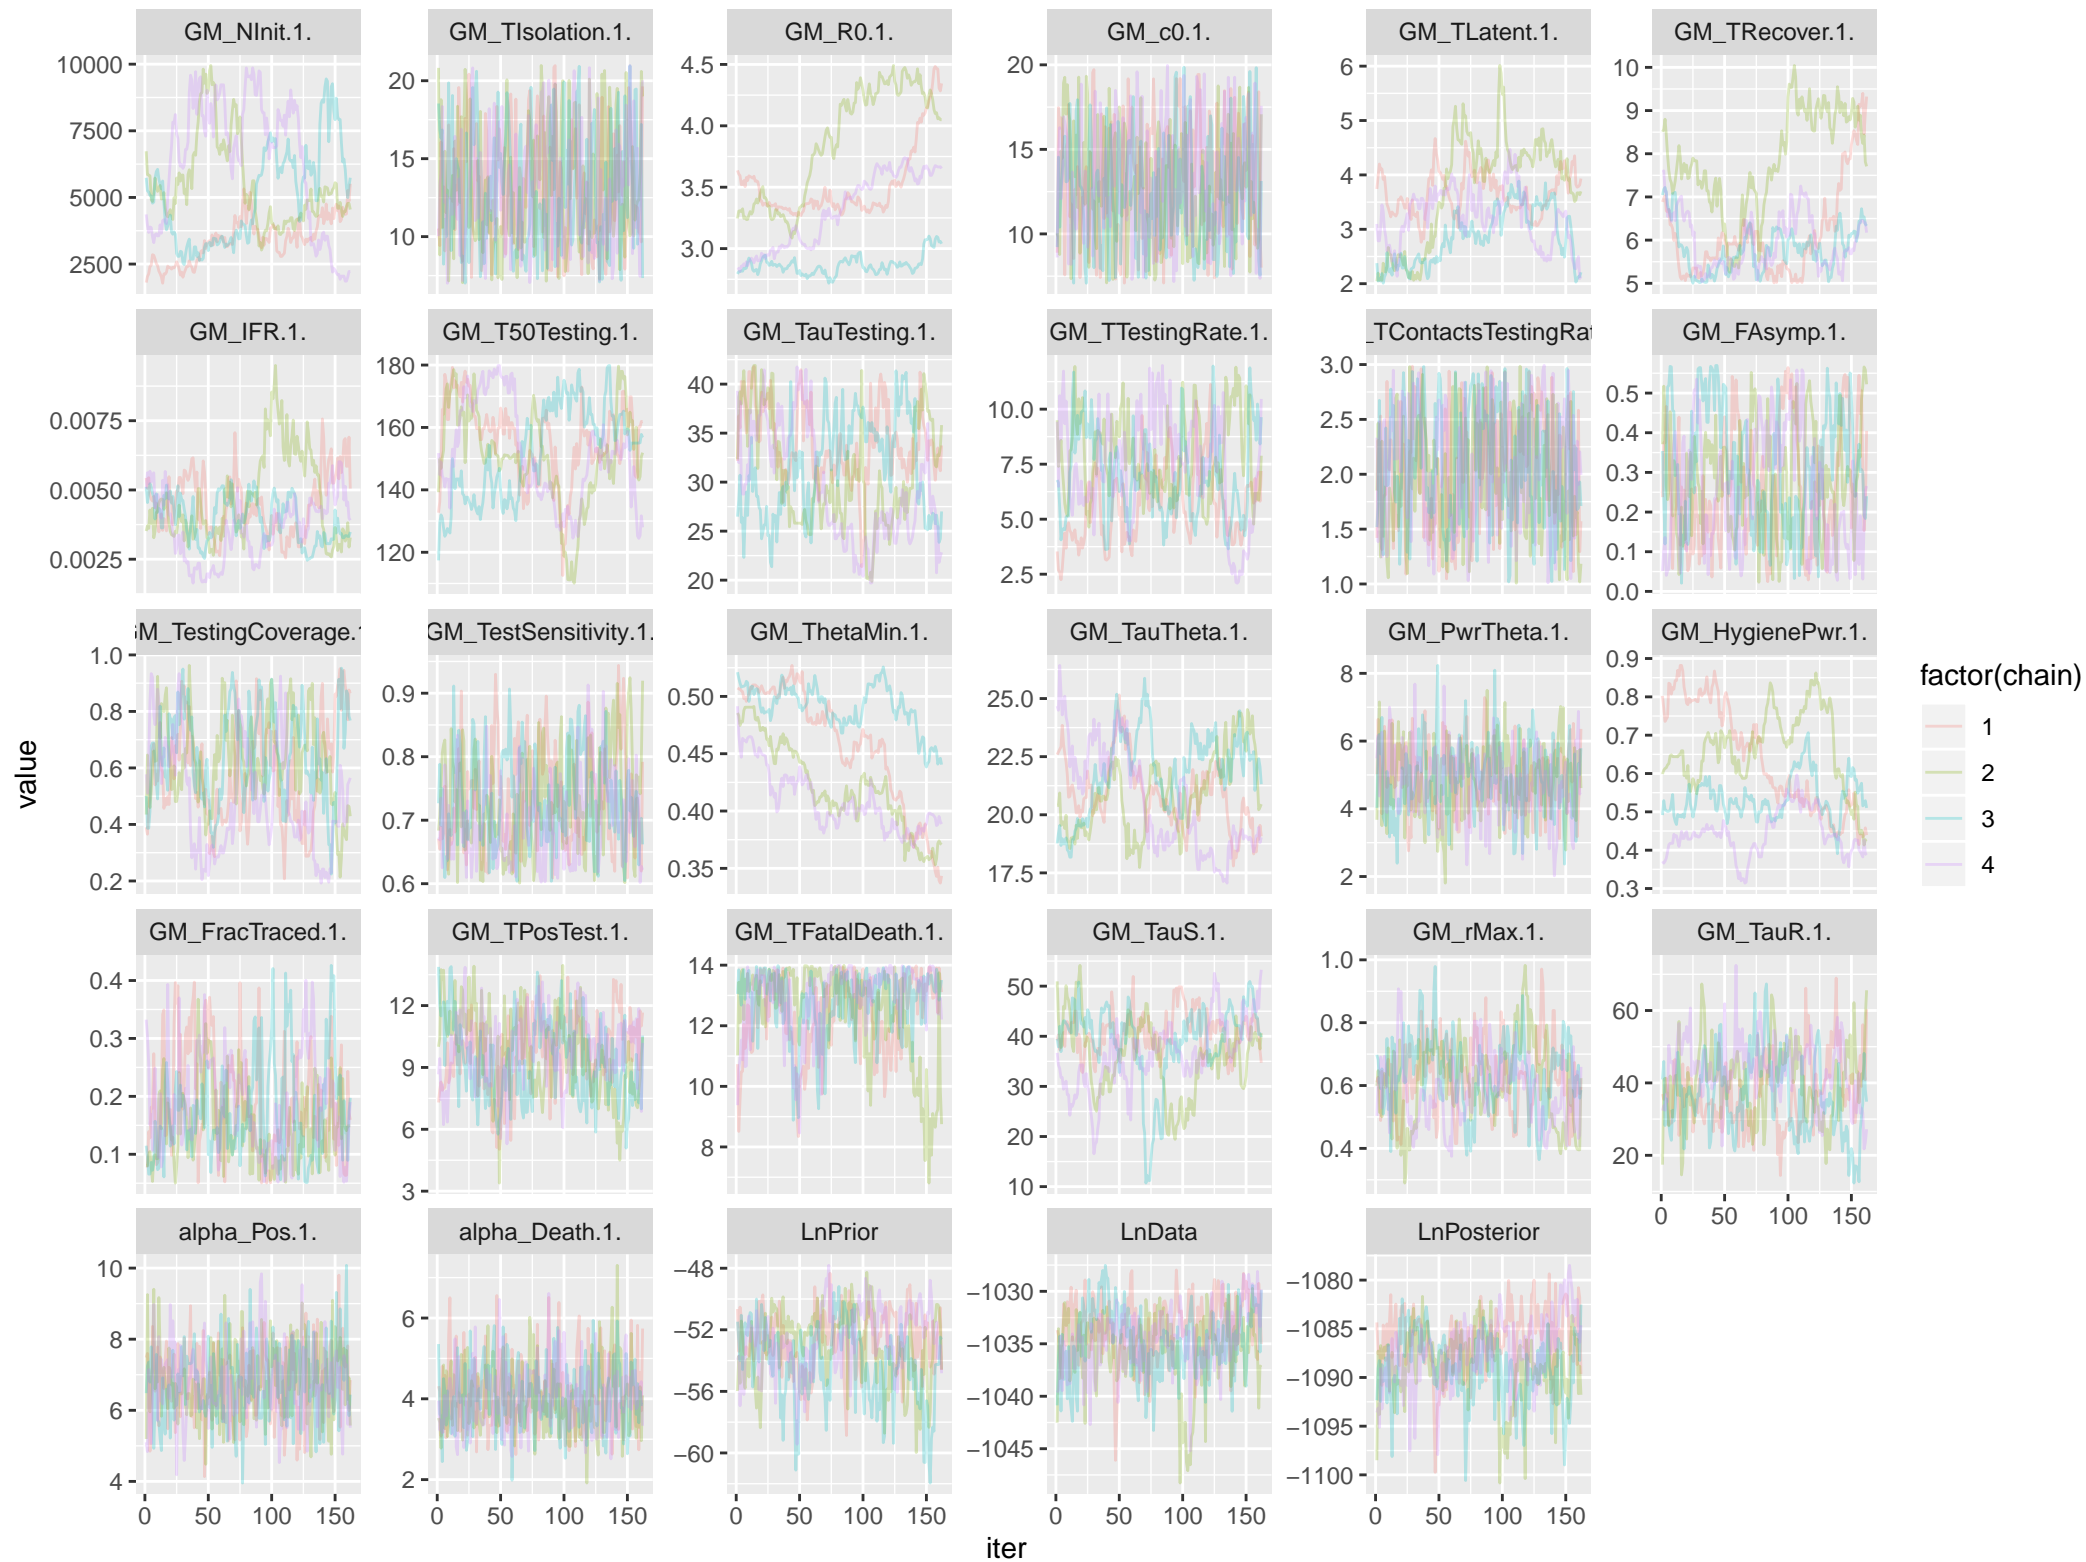 GM_NInit.1. GM_TIsolation.1. GM_R0.1. GM_c0.1. GM_TLatent.1. GM_TRecover.1.
10000 7500 5000 2500
20 15 10
4.5 4.0 3.5 3.0
20 15 10
6 5 4 3 2
10 9 8 7 6 5
GM_IFR.1. GM_T50Testing.1. GM_TauTesting.1. GM_TTestingRate.1. _TContactsTestingRat GM_FAsymp.1.
0.0075 0.0050 0.0025
180 160 140 120
40 35 30 25 20
10.0 7.5 5.0 2.5
3.0 2.5 2.0 1.5 1.0
0.5 0.4 0.3 0.2 0.1 0.0
GM_TestingCoverage.1 GM_TestSensitivity.1. GM_ThetaMin.1. GM_TauTheta.1. GM_PwrTheta.1. GM_HygienePwr.1.
1.0 0.8 0.6 0.4 0.2
0.9 0.8 0.7 0.6
0.50 0.45 0.40 0.35
25.0 22.5 20.0 17.5
8 6 4 2
0.9 0.8 0.7 0.6 0.5 0.4 0.3
GM_FracTraced.1. GM_TPosTest.1. GM_TFatalDeath.1. GM_TauS.1. GM_rMax.1. GM_TauR.1.
0.4 0.3 0.2 0.1
12 9 6 3
14 12 10 8
50 40 30 20 10
1.0 0.8 0.6 0.4
60 40 20
0 50 100 150
alpha_Pos.1. alpha_Death.1. LnPrior LnData LnPosterior
10 8 6 4
6 4 2
−48 −52 −56 −60
−1030 −1035 −1040 −1045
−1080 −1085 −1090 −1095 −1100
0 50 100 150 0 50 100 150 0 50 100 150 0 50 100 150 0 50 100 150
iter
value
factor(chain)
1
2
3
4